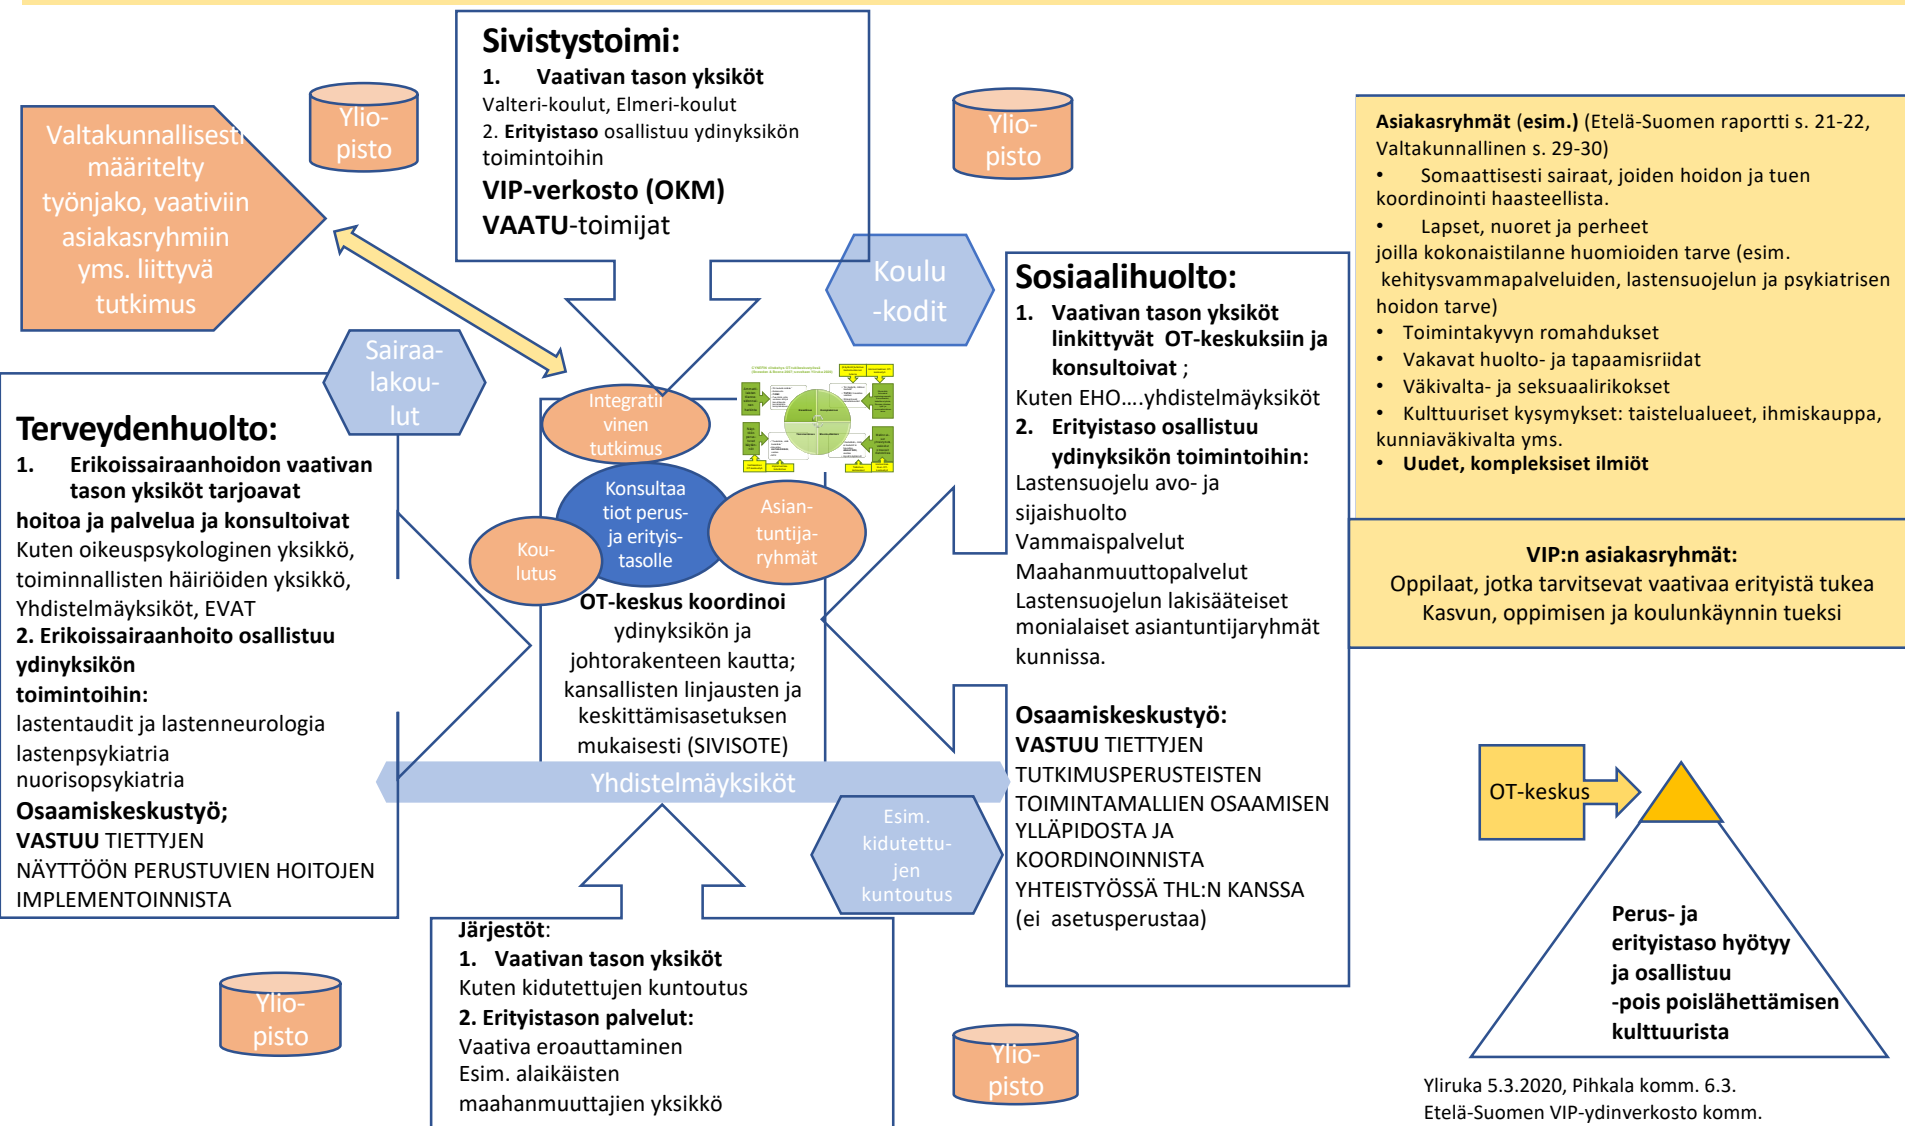 Sivistystoimi:
1. Vaativan tason yksiköt
Valteri-koulut, Elmeri-koulut
2. Erityistaso osallistuu ydinyksikön
toimintoihin
VIP-verkosto (OKM)
VAATU-toimijat
Ylio-
pisto
Ylio-
pisto
Valtakunnallisesti
määritelty
työnjako, vaativiin
asiakasryhmiin
yms. liittyvä
tutkimus
Koulu
-kodit
Sairaa-
lakou-
lut
Terveydenhuolto:
1. Erikoissairaanhoidon vaativan
tason yksiköt tarjoavat
hoitoa ja palvelua ja konsultoivat
Kuten oikeuspsykologinen yksikkö,
toiminnallisten häiriöiden yksikkö,
Yhdistelmäyksiköt, EVAT
2. Erikoissairaanhoito osallistuu
ydinyksikön
toimintoihin:
lastentaudit ja lastenneurologia
lastenpsykiatria
nuorisopsykiatria
Osaamiskeskustyö;
VASTUU TIETTYJEN
NÄYTTÖÖN PERUSTUVIEN HOITOJEN
IMPLEMENTOINNISTA
Integratii
vinen
tutkimus
Konsultaa
tiot perus-
ja erityis-
tasolle
Asian-
tuntija-
ryhmät
Kou-
lutus
OT-keskus koordinoi
ydinyksikön ja
johtorakenteen kautta;
kansallisten linjausten ja
keskittämisasetuksen
mukaisesti (SIVISOTE)
Yhdistelmäyksiköt
Esim.
kidutettu-
jen
kuntoutus
Sosiaalihuolto:
1. Vaativan tason yksiköt
linkittyvät OT-keskuksiin ja
konsultoivat ;
Kuten EHO....yhdistelmäyksiköt
2. Erityistaso osallistuu
ydinyksikön toimintoihin:
Lastensuojelu avo- ja
sijaishuolto
Vammaispalvelut
Maahanmuuttopalvelut
Lastensuojelun lakisääteiset
monialaiset asiantuntijaryhmät
kunnissa.
Osaamiskeskustyö:
VASTUU TIETTYJEN
TUTKIMUSPERUSTEISTEN
TOIMINTAMALLIEN OSAAMISEN
YLLÄPIDOSTA JA
KOORDINOINNISTA
YHTEISTYÖSSÄ THL:N KANSSA
(ei asetusperustaa)
Järjestöt:
1. Vaativan tason yksiköt
Kuten kidutettujen kuntoutus
2. Erityistason palvelut:
Vaativa eroauttaminen
Esim. alaikäisten
maahanmuuttajien yksikkö
Ylio-
pisto
Ylio-
pisto
Asiakasryhmät (esim.) (Etelä-Suomen raportti s. 21-22,
Valtakunnallinen s. 29-30)
• Somaattisesti sairaat, joiden hoidon ja tuen
koordinointi haasteellista.
• Lapset, nuoret ja perheet
joilla kokonaistilanne huomioiden tarve (esim.
kehitysvammapalveluiden, lastensuojelun ja psykiatrisen
hoidon tarve)
• Toimintakyvyn romahdukset
• Vakavat huolto- ja tapaamisriidat
• Väkivalta- ja seksuaalirikokset
• Kulttuuriset kysymykset: taistelualueet, ihmiskauppa,
kunniaväkivalta yms.
• Uudet, kompleksiset ilmiöt
VIP:n asiakasryhmät:
Oppilaat, jotka tarvitsevat vaativaa erityistä tukea
Kasvun, oppimisen ja koulunkäynnin tueksi
OT-keskus
Perus- ja
erityistaso hyötyy
ja osallistuu
-pois poislähettämisen
kulttuurista
Yliruka 5.3.2020, Pihkala komm. 6.3.
Etelä-Suomen VIP-ydinverkosto komm.